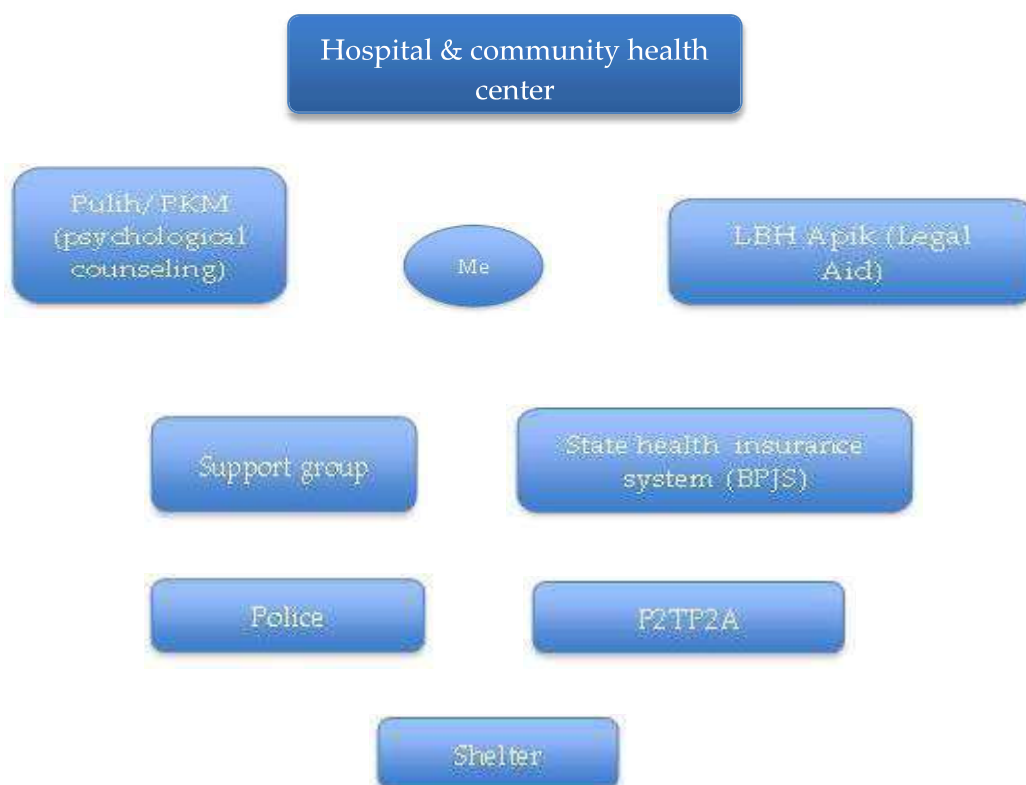 Hospital & community health
center
Pulih/ PKM
(psychological
counseling)
Me
LBH Apik (Legal
Aid)
Support group
State health insurance
system (BPJS)
Police
P2TP2A
Shelter